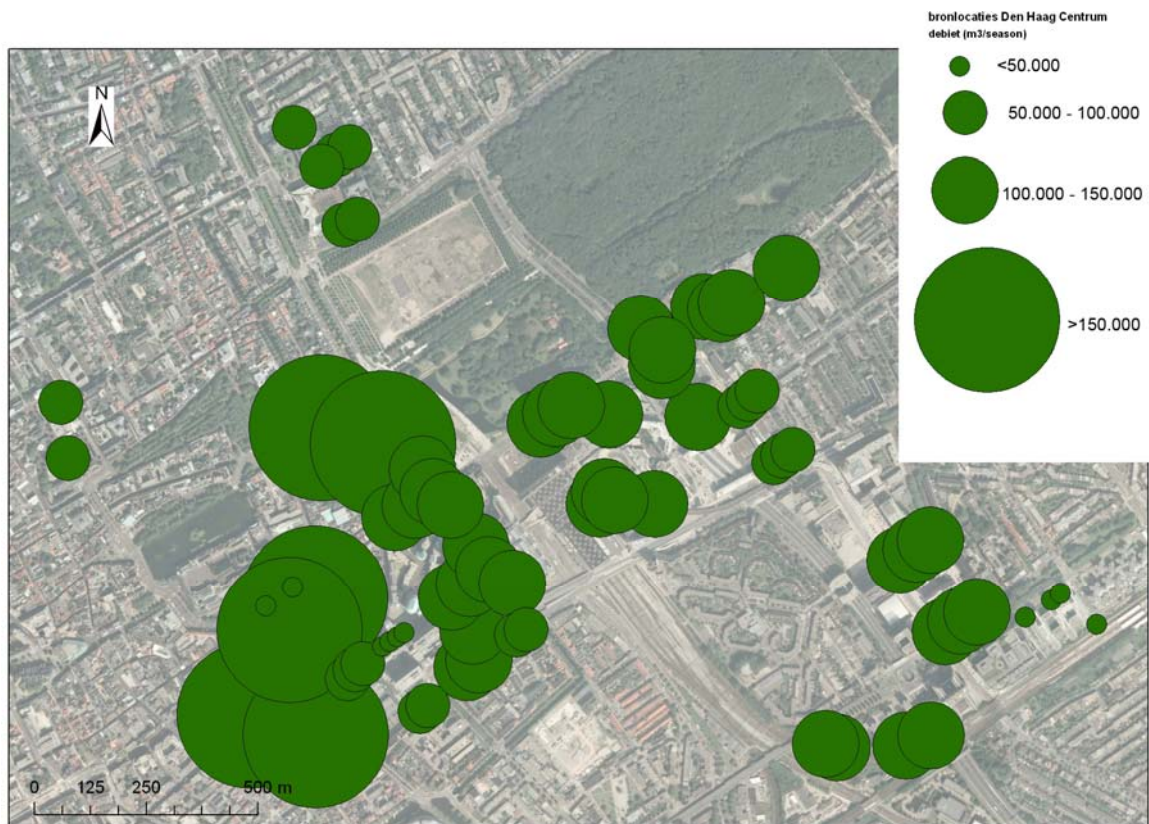 bronlocaties Den Haag Centrum
debiet (m3/season)
<50.000
50.000 - 100.000
100.000 - 150.000
>150.000
N
0 125 250 500 m